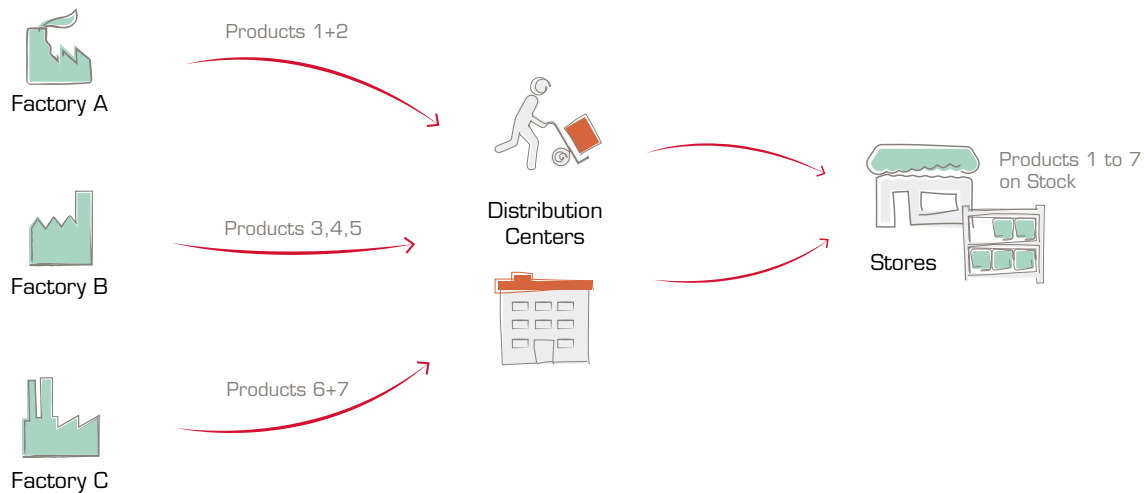 Products 1+2
Factory A
Products 3,4,5
Factory B
Products 6+7
Factory C
Distribution
Centers
Products 1 to 7
on Stock
Stores